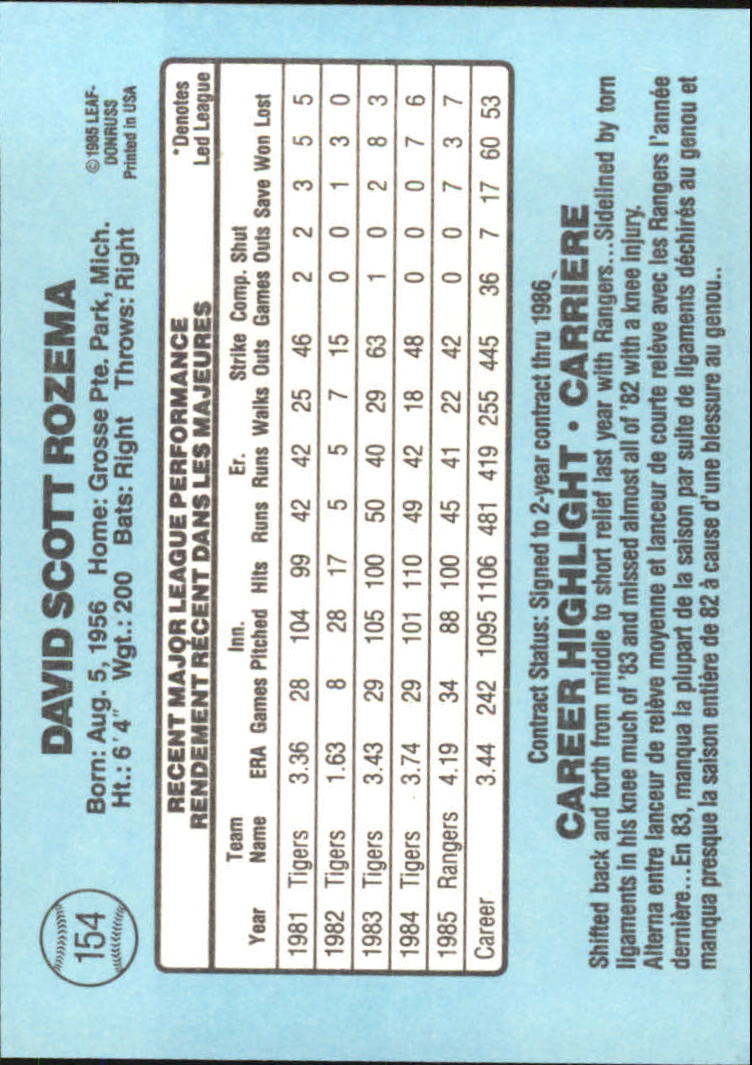 154
DAVID SCOTT ROZEMA
© 1985 LEAF-
DONRUSS
Printed in USA
Born: Aug. 5, 1956 Home: Grosse Pte. Park, Mich.
Ht.: 6'4" Wgt.: 200 Bats: Right Throws: Right
RECENT MAJOR LEAGUE PERFORMANCE *Denotes
RENDEMENT RÉCENT DANS LES MAJEURES Led League
Team Inn. Er. Strike Comp. Shut
Year Name ERA Games Pitched Hits Runs Runs Walks Outs Games Outs Save Won Lost
1981 Tigers 3.36 28 104 99 42 42 25 46 2 2 3 5 5
1982 Tigers 1.63 8 28 17 5 5 7 15 0 0 1 3 0
1983 Tigers 3.43 29 105 100 50 40 29 63 1 0 2 8 3
1984 Tigers 3.74 29 101 110 49 42 18 48 0 0 0 7 6
1985 Rangers 4.19 34 88 100 45 41 22 42 0 0 7 3 7
Career 3.44 242 1095 1106 481 419 255 445 36 7 17 60 53
Contract Status: Signed to 2-year contract thru 1986
CAREER HIGHLIGHT • CARRIÈRE
Shifted back and forth from middle to short relief last year with Rangers...Sidelined by torn
ligaments in his knee much of '83 and missed almost all of '82 with a knee injury.
Alterna entre lanceur de relève moyenne et lanceur de courte relève avec les Rangers l'année
dernière...En 83, manqua la plupart de la saison par suite de ligaments déchirés au genou et
manqua presque la saison entière de 82 à cause d'une blessure au genou..